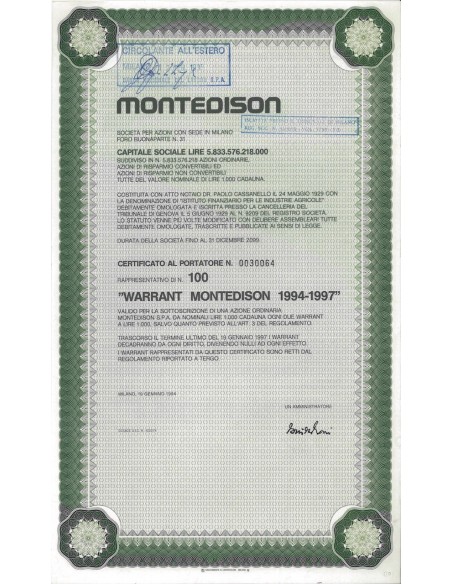 CIRCOLANTE ALL'ESTERO
MONTEDISON
SOCIETÀ PER AZIONI CON SEDE IN MILANO
FORO BUONAPARTE N. 31
CAPITALE SOCIALE LIRE 5.833.576.218.000
SUDDIVISO IN N. 5.833.576.218 AZIONI ORDINARIE,
AZIONI DI RISPARMIO CONVERTIBILI ED
AZIONI DI RISPARMIO NON CONVERTIBILI
TUTTE DEL VALORE NOMINALE DI LIRE 1.000 CADAUNA.
COSTITUITA CON ATTO NOTAIO DR. PAOLO CASSANELLO IL 24 MAGGIO 1929 CON
LA DENOMINAZIONE DI "ISTITUTO FINANZIARIO PER LE INDUSTRIE AGRICOLE"
DEBITAMENTE OMOLOGATA E ISCRITTA PRESSO LA CANCELLERIA DEL
TRIBUNALE DI GENOVA IL 5 GIUGNO 1929 AL N. 9209 DEL REGISTRO SOCIETÀ.
LO STATUTO VENNE PIÙ VOLTE MODIFICATO CON DELIBERE ASSEMBLEARI TUTTE
DEBITAMENTE OMOLOGATE, TRASCRITTE E PUBBLICATE AI SENSI DI LEGGE.
DURATA DELLA SOCIETÀ FINO AL 31 DICEMBRE 2095
CERTIFICATO AL PORTATORE N. 0030064
RAPPRESENTATIVO DI N. 100
"WARRANT MONTEDISON 1994-1997"
VALIDO PER LA SOTTOSCRIZIONE DI UNA AZIONE ORDINARIA
MONTEDISON S.P.A. DA NOMINALI LIRE 1.000 CADAUNA OGNI DUE WARRANT
A LIRE 1.000, SALVO QUANTO PREVISTO ALL'ART. 3 DEL REGOLAMENTO.
TRASCORSO IL TERMINE ULTIMO DEL 19 GENNAIO 1997 I WARRANT
DECADRANNO DA OGNI DIRITTO, DIVENENDO NULLI AD OGNI EFFETTO.
I WARRANT RAPPRESENTATI DA QUESTO CERTIFICATO SONO RETTI DAL
REGOLAMENTO RIPORTATO A TERGO.
MILANO, 19 GENNAIO 1994
UN AMMINISTRATORE